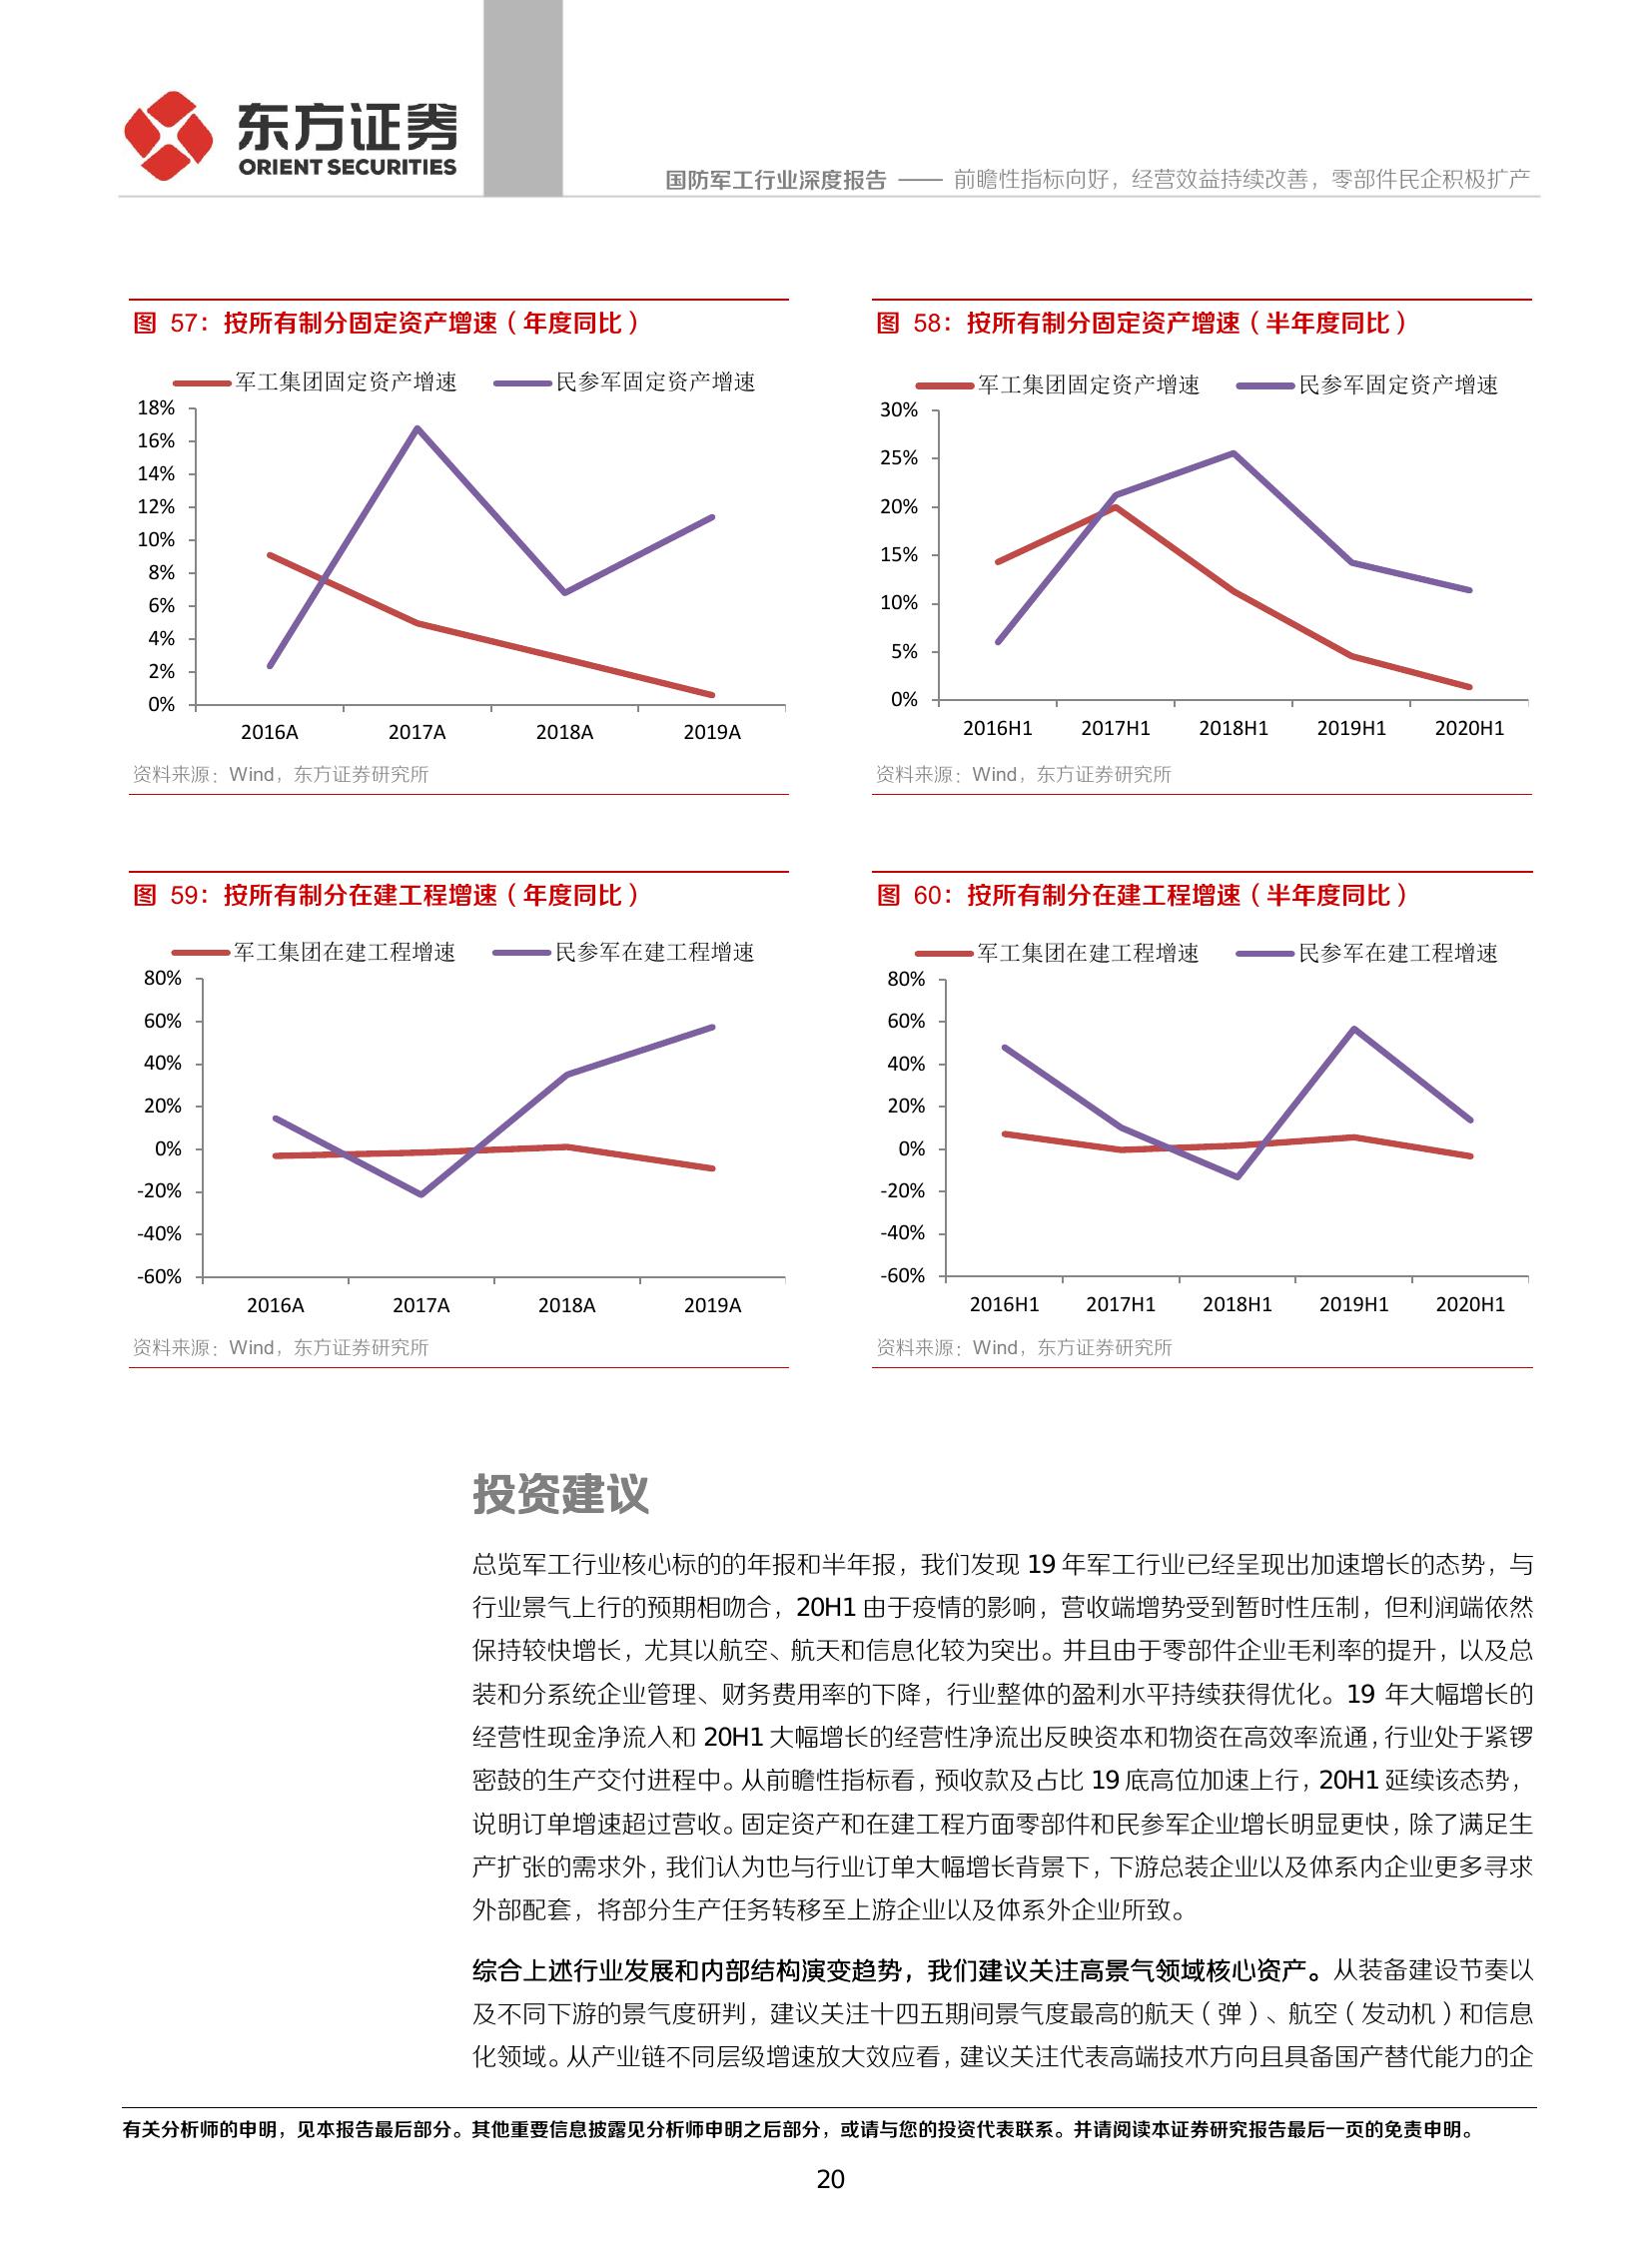 东方证券
ORIENT SECURITIES
国防军工行业深度报告 —— 前瞻性指标向好，经营效益持续改善，零部件民企积极扩产
图 57：按所有制分固定资产增速（年度同比）
军工集团固定资产增速 民参军固定资产增速
18%
16%
14%
12%
10%
8%
6%
4%
2%
0%
2016A 2017A 2018A 2019A
资料来源：Wind，东方证券研究所
图 58：按所有制分固定资产增速（半年度同比）
军工集团固定资产增速 民参军固定资产增速
30%
25%
20%
15%
10%
5%
0%
2016H1 2017H1 2018H1 2019H1 2020H1
资料来源：Wind，东方证券研究所
图 59：按所有制分在建工程增速（年度同比）
军工集团在建工程增速 民参军在建工程增速
80%
60%
40%
20%
0%
-20%
-40%
-60%
2016A 2017A 2018A 2019A
资料来源：Wind，东方证券研究所
图 60：按所有制分在建工程增速（半年度同比）
军工集团在建工程增速 民参军在建工程增速
80%
60%
40%
20%
0%
-20%
-40%
-60%
2016H1 2017H1 2018H1 2019H1 2020H1
资料来源：Wind，东方证券研究所
投资建议
总览军工行业核心标的的年报和半年报，我们发现 19 年军工行业已经呈现出加速增长的态势，与
行业景气上行的预期相吻合，20H1 由于疫情的影响，营收端增势受到暂时性压制，但利润端依然
保持较快增长，尤其以航空、航天和信息化较为突出。并且由于零部件企业毛利率的提升，以及总
装和分系统企业管理、财务费用率的下降，行业整体的盈利水平持续获得优化。19 年大幅增长的
经营性现金净流入和 20H1 大幅增长的经营性净流出反映资本和物资在高效率流通，行业处于紧锣
密鼓的生产交付进程中。从前瞻性指标看，预收款及占比 19 底高位加速上行，20H1 延续该态势，
说明订单增速超过营收。固定资产和在建工程方面零部件和民参军企业增长明显更快，除了满足生
产扩张的需求外，我们认为也与行业订单大幅增长背景下，下游总装企业以及体系内企业更多寻求
外部配套，将部分生产任务转移至上游企业以及体系外企业所致。
综合上述行业发展和内部结构演变趋势，我们建议关注高景气领域核心资产。从装备建设节奏以
及不同下游的景气度研判，建议关注十四五期间景气度最高的航天（弹）、航空（发动机）和信息
化领域。从产业链不同层级增速放大效应看，建议关注代表高端技术方向且具备国产替代能力的企
有关分析师的申明，见本报告最后部分。其他重要信息披露见分析师申明之后部分，或请与您的投资代表联系。并请阅读本证券研究报告最后一页的免责申明。
20